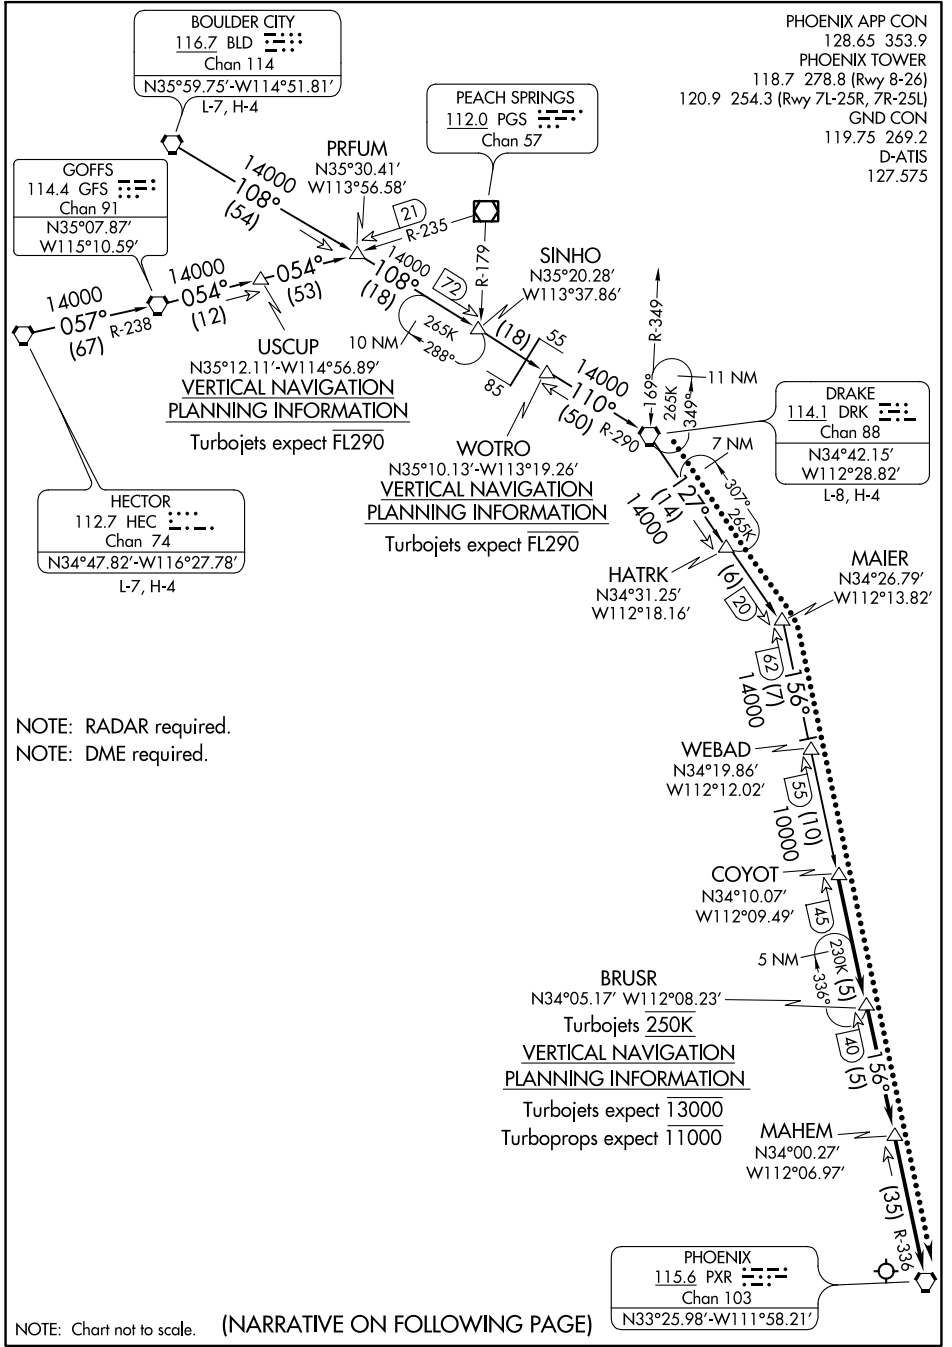 BOULDER CITY
116.7 BLD
Chan 114
N35°59.75'-W114°51.81'
L-7, H-4
PHOENIX APP CON
128.65 353.9
PHOENIX TOWER
118.7 278.8 (Rwy 8-26)
120.9 254.3 (Rwy 7L-25R, 7R-25L)
GND CON
119.75 269.2
D-ATIS
127.575
PEACH SPRINGS
112.0 PGS
Chan 57
PRFUM
N35°30.41'
W113°56.58'
GOFFS
114.4 GFS
Chan 91
N35°07.87'
W115°10.59'
14000
108°
(54)
21
R-235
R-179
14000
057°
(67)
R-238
14000
054°
(12)
054°
(53)
14000
108°
(18)
72
SINHO
N35°20.28'
W113°37.86'
10 NM
265K
288°
(18)
55
85
USCUP
N35°12.11'-W114°56.89'
VERTICAL NAVIGATION
PLANNING INFORMATION
Turbojets expect FL290
14000
110°
(50)
R-290
R-349
169°
265K
349°
11 NM
DRAKE
114.1 DRK
Chan 88
N34°42.15'
W112°28.82'
L-8, H-4
WOTRO
N35°10.13'-W113°19.26'
VERTICAL NAVIGATION
PLANNING INFORMATION
Turbojets expect FL290
7 NM
307°
265K
127°
(14)
14000
HECTOR
112.7 HEC
Chan 74
N34°47.82'-W116°27.78'
L-7, H-4
HATRK
N34°31.25'
W112°18.16'
(6)
20
MAIER
N34°26.79'
W112°13.82'
62
156°
(7)
14000
NOTE: RADAR required.
NOTE: DME required.
WEBAD
N34°19.86'
W112°12.02'
55
(10)
10000
COYOT
N34°10.07'
W112°09.49'
45
5 NM
230K
336°
(5)
BRUSR
N34°05.17' W112°08.23'
Turbojets 250K
VERTICAL NAVIGATION
PLANNING INFORMATION
Turbojets expect 13000
Turboprops expect 11000
40
156°
(5)
MAHEM
N34°00.27'
W112°06.97'
(35)
R-336
PHOENIX
115.6 PXR
Chan 103
N33°25.98'-W111°58.21'
NOTE: Chart not to scale.
(NARRATIVE ON FOLLOWING PAGE)